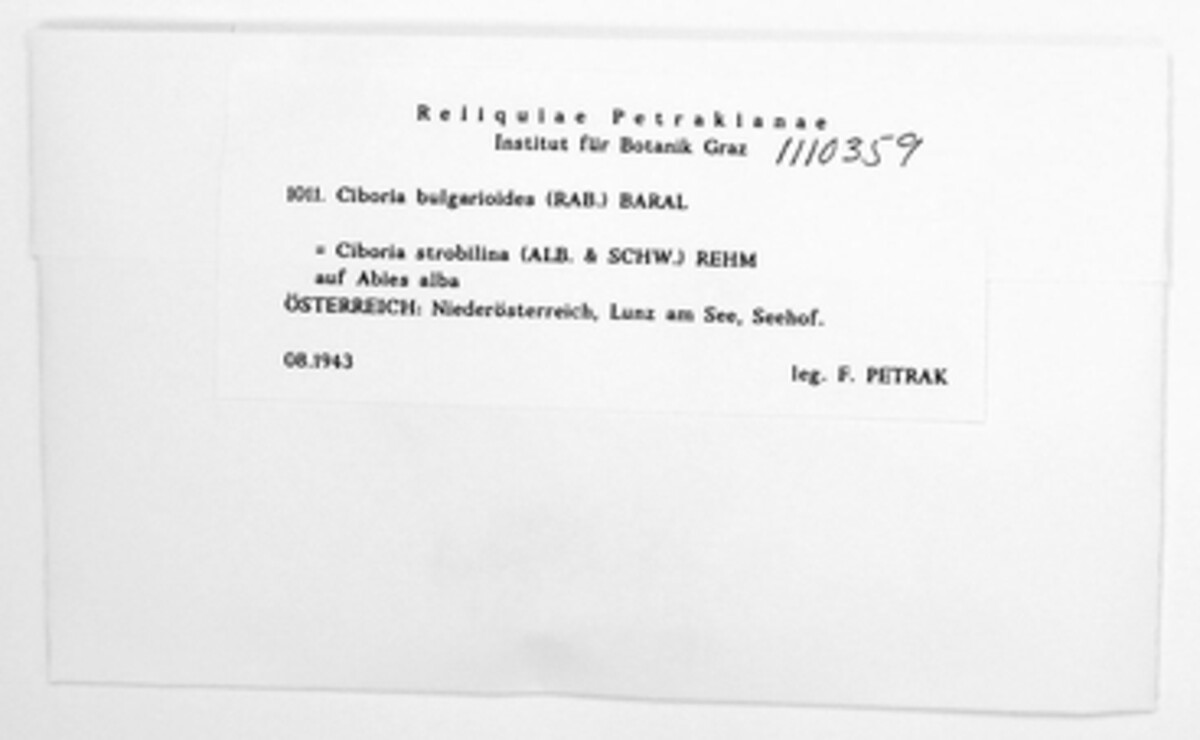 Reliquiae Petrakianae
Institut für Botanik Graz 1110359
1011. Ciboria bulgarioides (RAB.) BARAL
= Ciboria strobilina (ALB. & SCHW.) REHM
auf Abies alba
ÖSTERREICH: Niederösterreich, Lunz am See, Seehof.
08.1943
leg. F. PETRAK